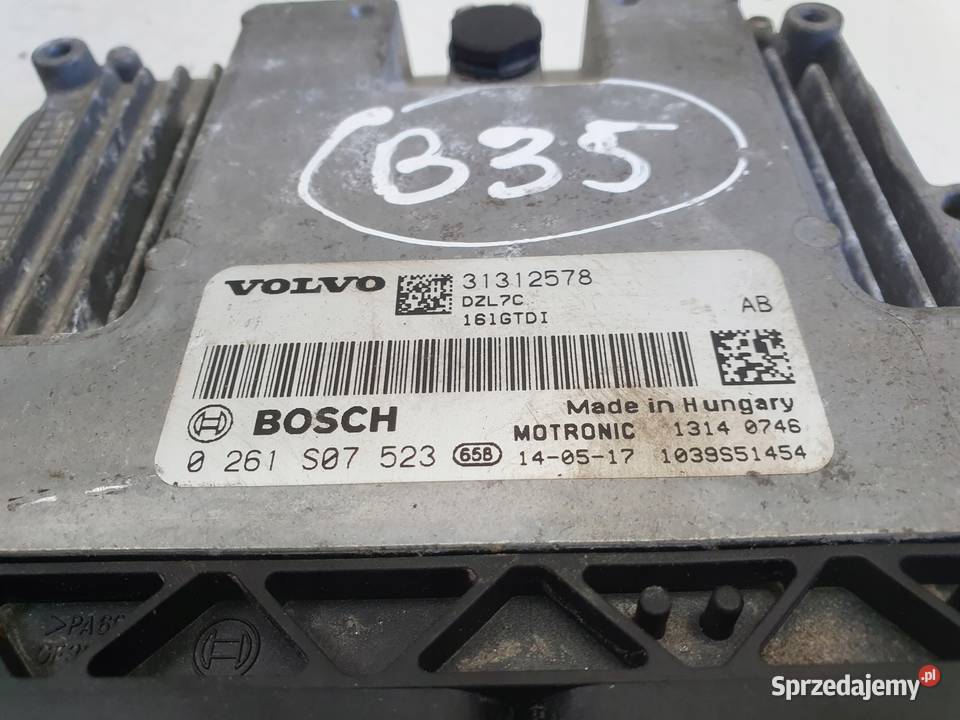 B35
VOLVO 31312578
DZL7C AB
161GTDI
BOSCH Made in Hungary
MOTRONIC 1314 0746
0 261 S07 523 658 14-05-17 1039S51454
Sprzedajemy.pl